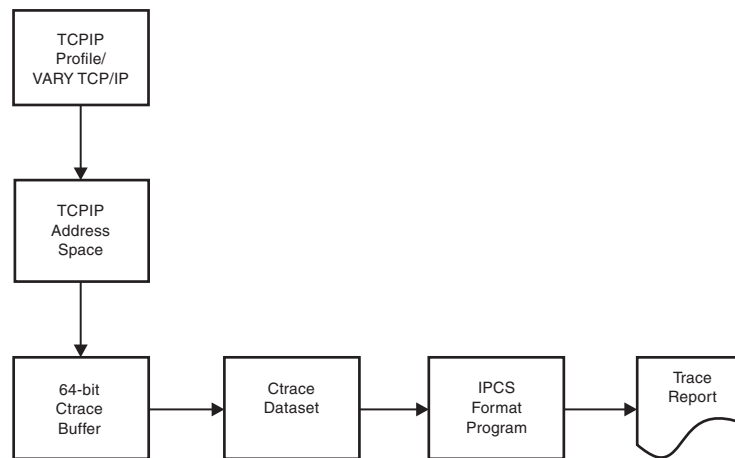 TCPIP
Profile/
VARY TCP/IP
TCPIP
Address
Space
64-bit
Ctrace
Buffer
Ctrace
Dataset
IPCS
Format
Program
Trace
Report